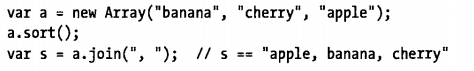 var a = new Array("banana", "cherry", "apple");
a.sort();
var s = a.join(", ");  // s == "apple, banana, cherry"